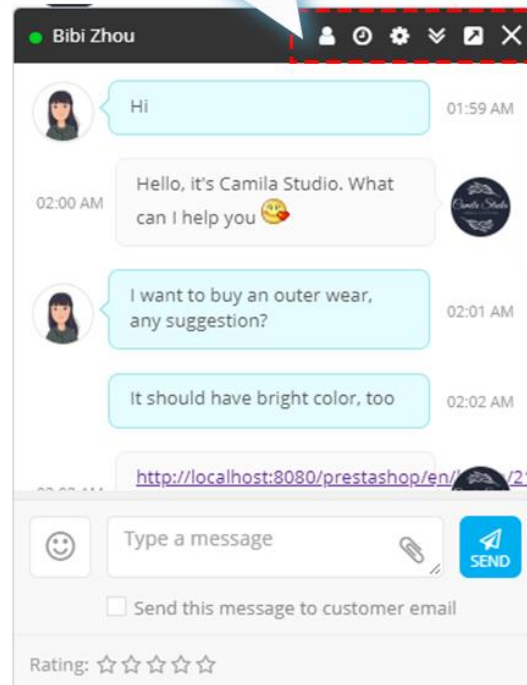 Bibi Zhou
Hi
01:59 AM
02:00 AM
Hello, it's Camila Studio. What
can I help you
Camila Studio
I want to buy an outer wear,
any suggestion?
02:01 AM
It should have bright color, too
02:02 AM
http://localhost:8080/prestashop/en/
Type a message
SEND
Send this message to customer email
Rating: